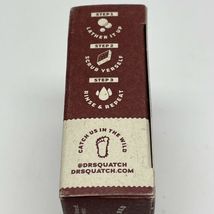 STEP 1
LATHER IT UP
STEP 2
SCRUB YERSELF
STEP 3
RINSE & REPEAT
CATCH US IN THE WILD
@DRSQUATCH
DRSQUATCH.COM